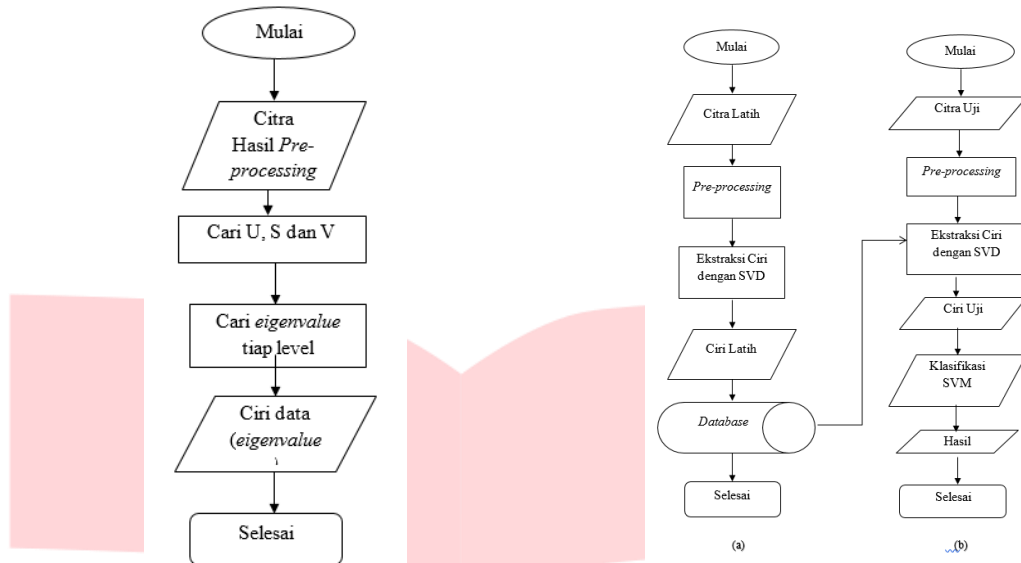 Mulai
Citra
Hasil Pre-
processing
Cari U, S dan V
Cari eigenvalue
tiap level
Ciri data
(eigenvalue
)
Selesai
Mulai
Citra Latih
Pre-processing
Ekstraksi Ciri
dengan SVD
Ciri Latih
Database
Selesai
(a)
Mulai
Citra Uji
Pre-processing
Ekstraksi Ciri
dengan SVD
Ciri Uji
Klasifikasi
SVM
Hasil
Selesai
(b)